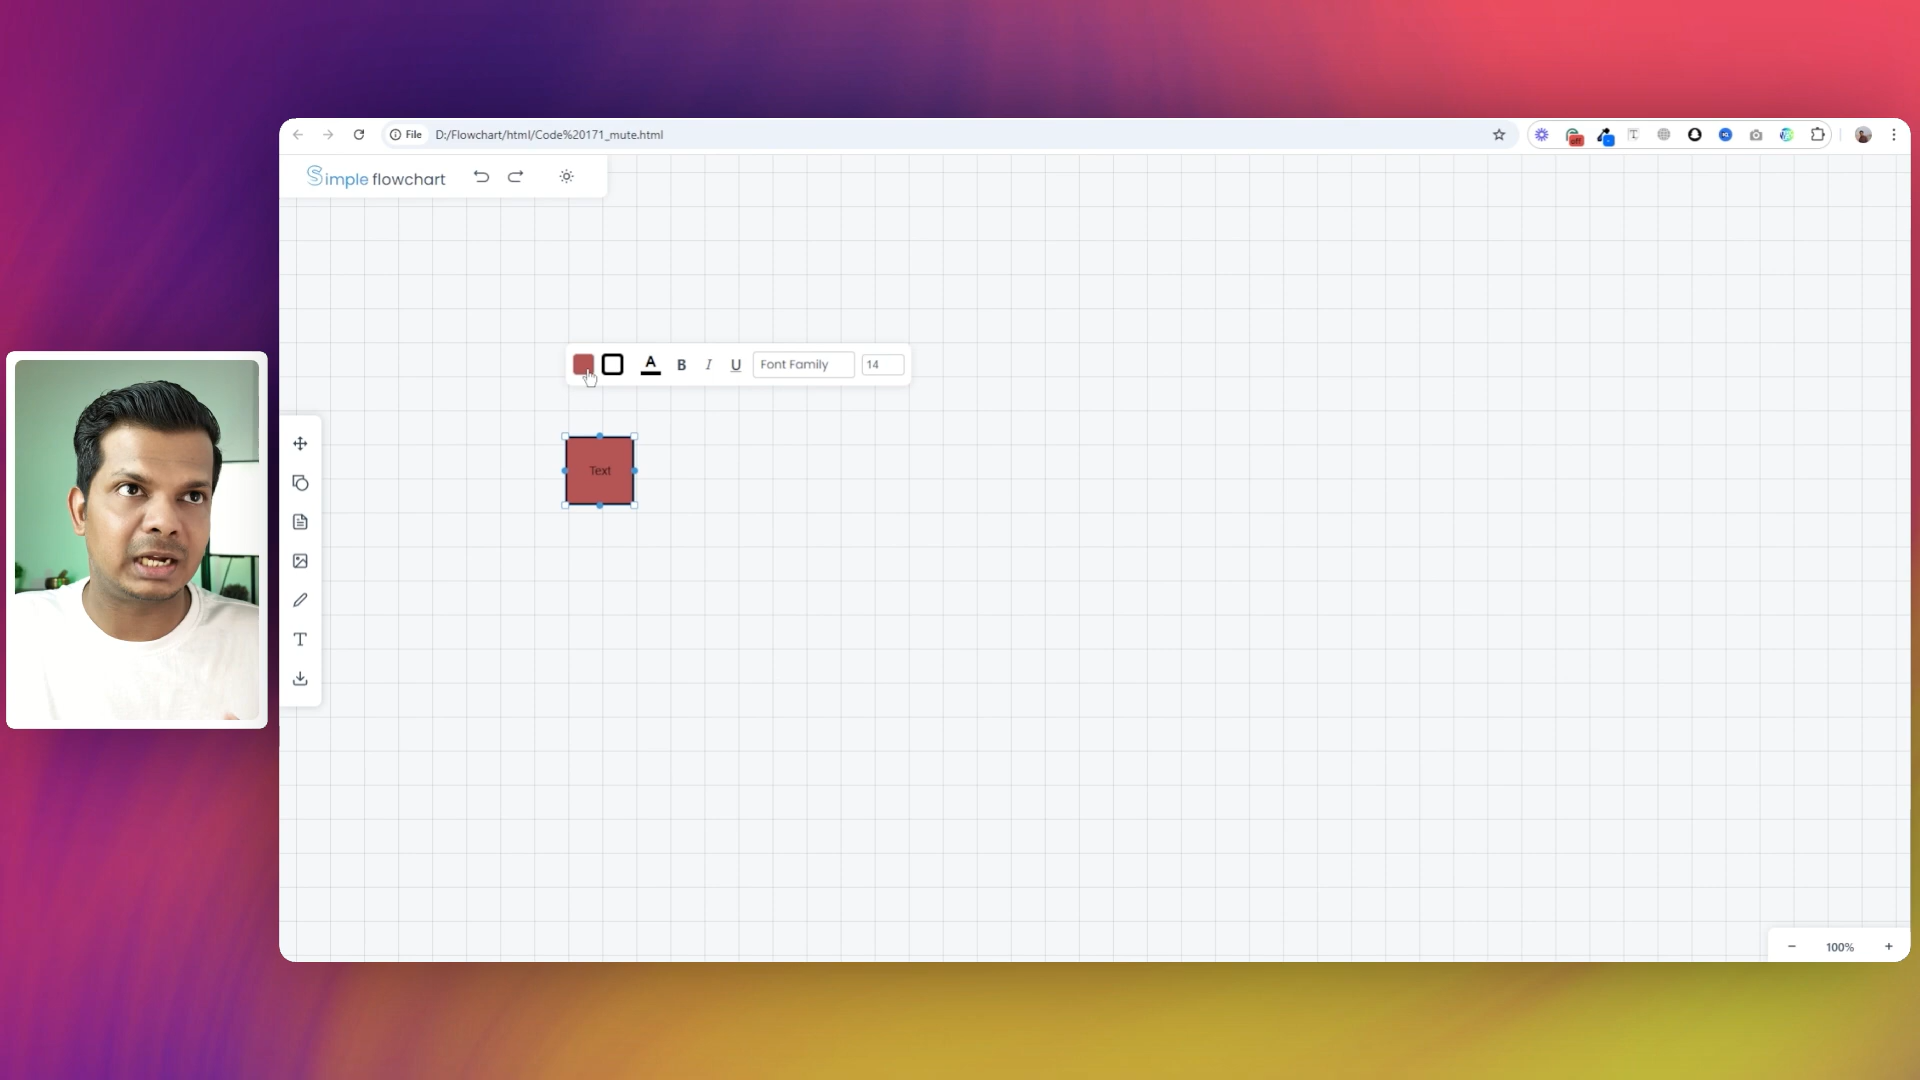 File D:/Flowchart/html/Code%20171_mute.html
Simple flowchart
A B I U Font Family 14
Text
T
100%